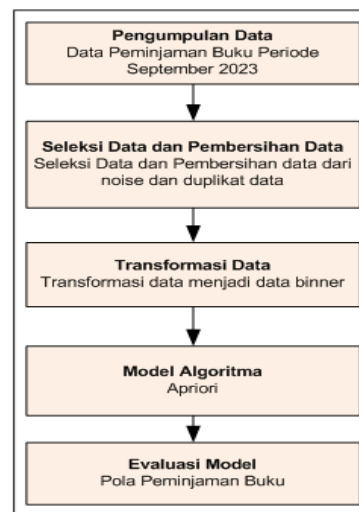 Pengumpulan Data
Data Peminjaman Buku Periode
September 2023
Seleksi Data dan Pembersihan Data
Seleksi Data dan Pembersihan data dari
noise dan duplikat data
Transformasi Data
Transformasi data menjadi data binner
Model Algoritma
Apriori
Evaluasi Model
Pola Peminjaman Buku